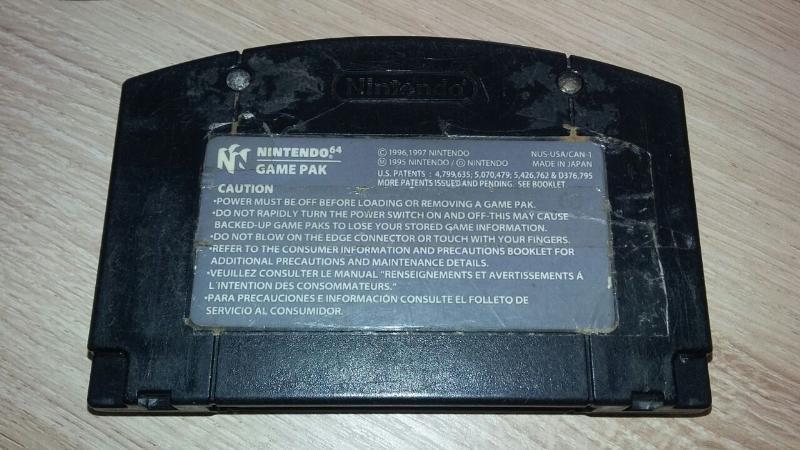 Nintendo
NINTENDO 64
GAME PAK
© 1996,1997 NINTENDO
Ⓜ 1995 NINTENDO / © NINTENDO
NUS-USA/CAN-1
MADE IN JAPAN
U.S. PATENTS : 4,799,635; 5,070,479; 5,426,762 & D376,795
MORE PATENTS ISSUED AND PENDING. SEE BOOKLET
CAUTION
•POWER MUST BE OFF BEFORE LOADING OR REMOVING A GAME PAK.
•DO NOT RAPIDLY TURN THE POWER SWITCH ON AND OFF-THIS MAY CAUSE
BACKED-UP GAME PAKS TO LOSE YOUR STORED GAME INFORMATION.
•DO NOT BLOW ON THE EDGE CONNECTOR OR TOUCH WITH YOUR FINGERS.
•REFER TO THE CONSUMER INFORMATION AND PRECAUTIONS BOOKLET FOR
ADDITIONAL PRECAUTIONS AND MAINTENANCE DETAILS.
•VEUILLEZ CONSULTER LE MANUAL "RENSEIGNEMENTS ET AVERTISSEMENTS À
L'INTENTION DES CONSOMMATEURS."
•PARA PRECAUCIONES E INFORMACIÓN CONSULTE EL FOLLETO DE
SERVICIO AL CONSUMIDOR.